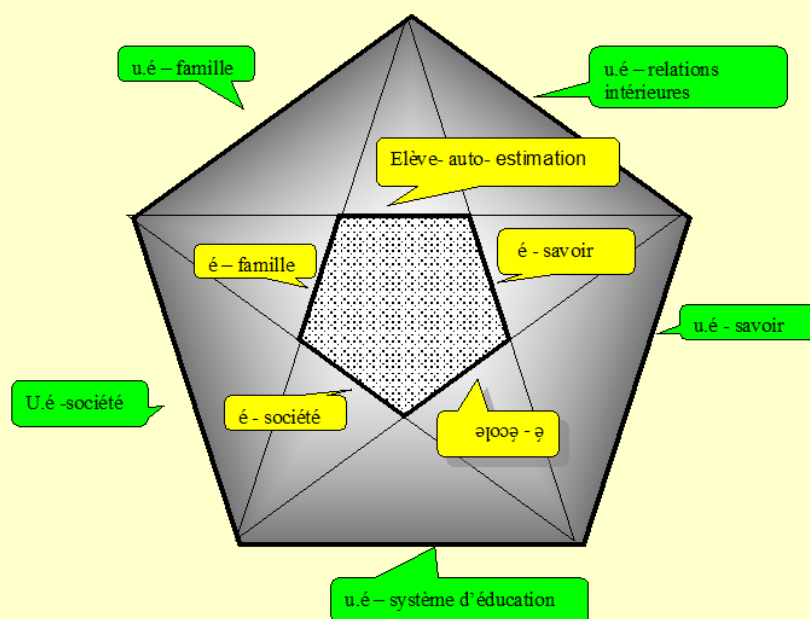 u.é – famille
u.é – relations
intérieures
Elève- auto- estimation
é – famille
é - savoir
u.é - savoir
U.é -société
é - société
é - école
u.é – système d’éducation